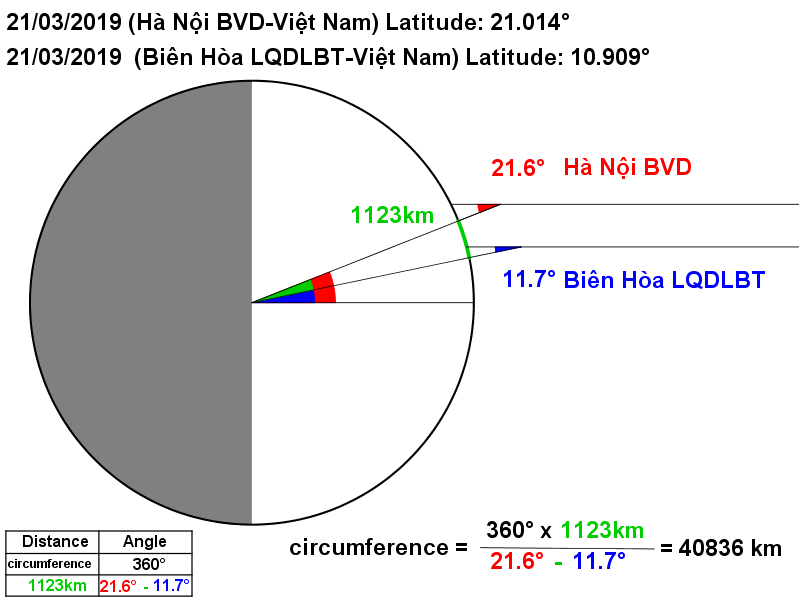 21/03/2019 (Hà Nội BVD-Việt Nam) Latitude: 21.014°
21/03/2019 (Biên Hòa LQDLBT-Việt Nam) Latitude: 10.909°
21.6° Hà Nội BVD
1123km
11.7° Biên Hòa LQDLBT
Distance Angle
circumference 360°
1123km 21.6° - 11.7°
circumference = 360° x 1123km
21.6° - 11.7°
= 40836 km